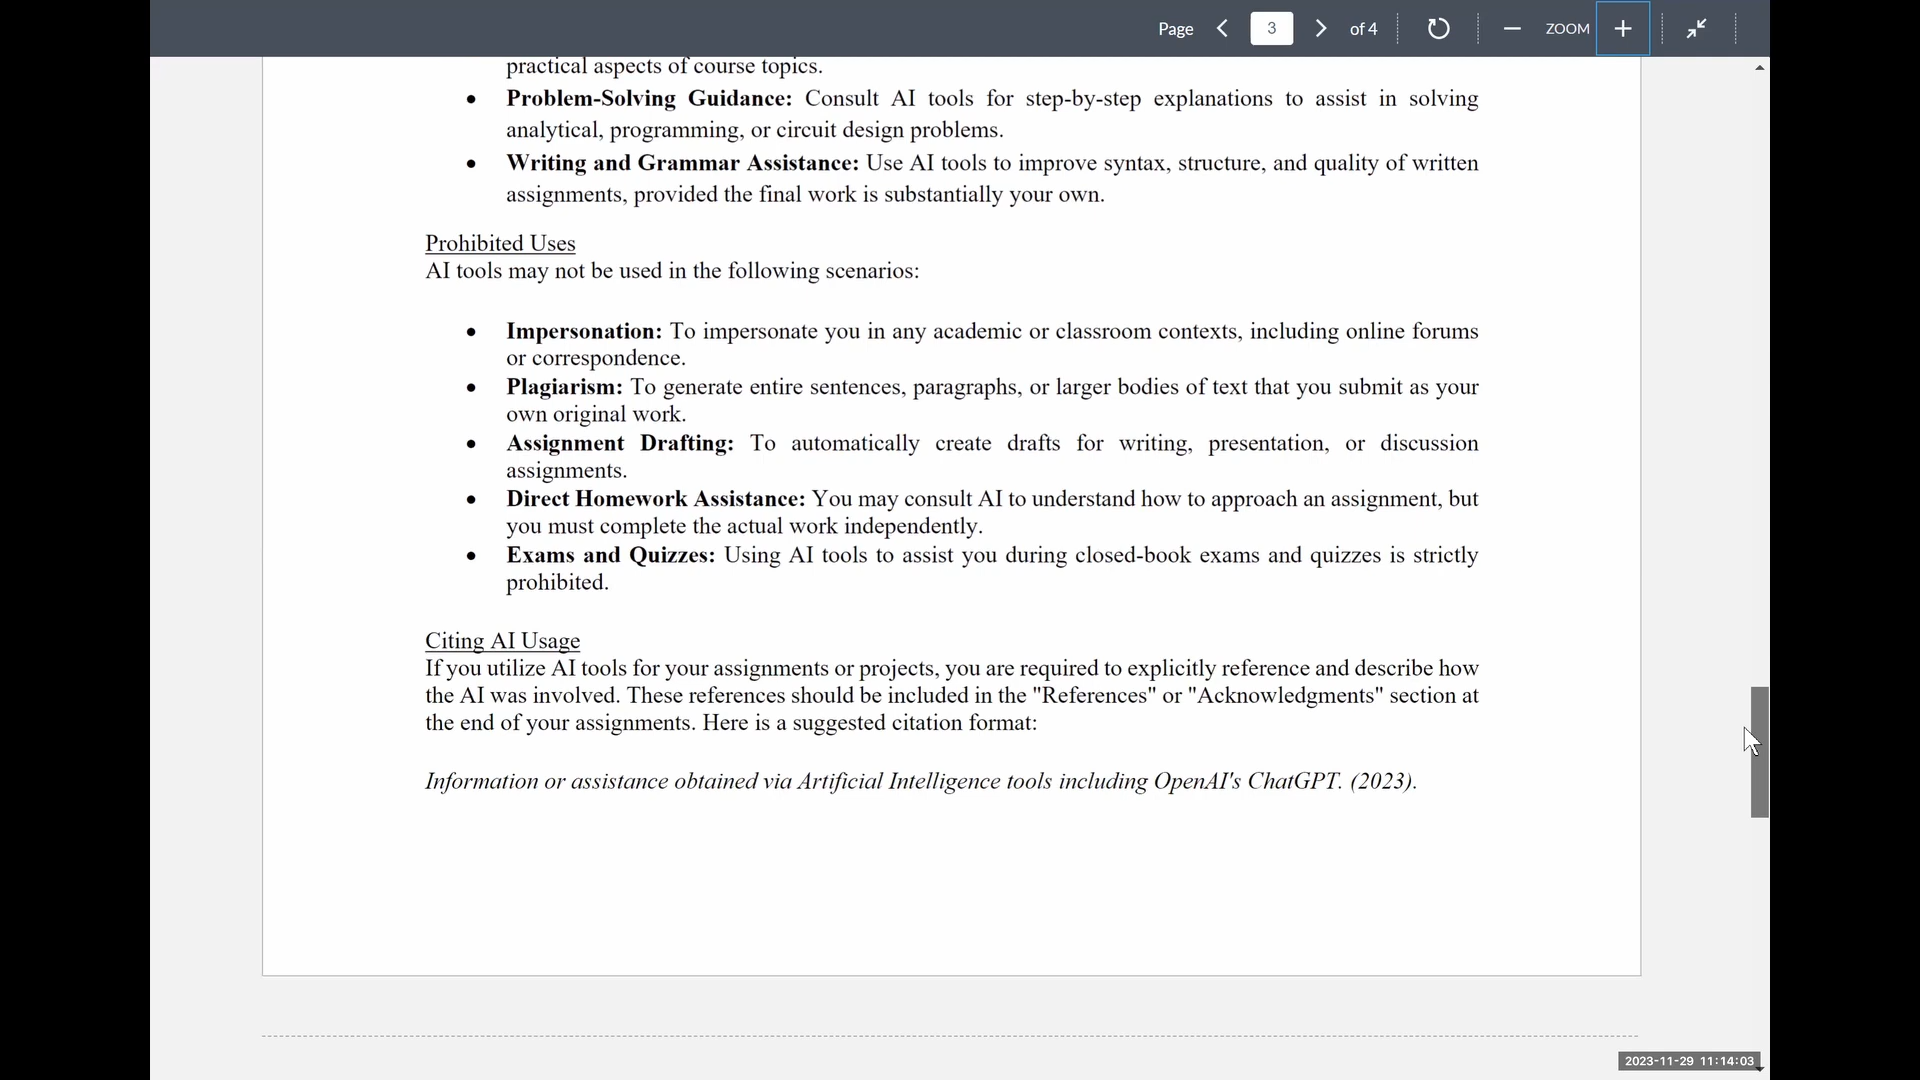 Page 3 of 4 ZOOM
practical aspects of course topics.
• Problem-Solving Guidance: Consult AI tools for step-by-step explanations to assist in solving
analytical, programming, or circuit design problems.
• Writing and Grammar Assistance: Use AI tools to improve syntax, structure, and quality of written
assignments, provided the final work is substantially your own.
Prohibited Uses
AI tools may not be used in the following scenarios:
• Impersonation: To impersonate you in any academic or classroom contexts, including online forums
or correspondence.
• Plagiarism: To generate entire sentences, paragraphs, or larger bodies of text that you submit as your
own original work.
• Assignment Drafting: To automatically create drafts for writing, presentation, or discussion
assignments.
• Direct Homework Assistance: You may consult AI to understand how to approach an assignment, but
you must complete the actual work independently.
• Exams and Quizzes: Using AI tools to assist you during closed-book exams and quizzes is strictly
prohibited.
Citing AI Usage
If you utilize AI tools for your assignments or projects, you are required to explicitly reference and describe how
the AI was involved. These references should be included in the "References" or "Acknowledgments" section at
the end of your assignments. Here is a suggested citation format:
Information or assistance obtained via Artificial Intelligence tools including OpenAI's ChatGPT. (2023).
2023-11-29 11:14:03